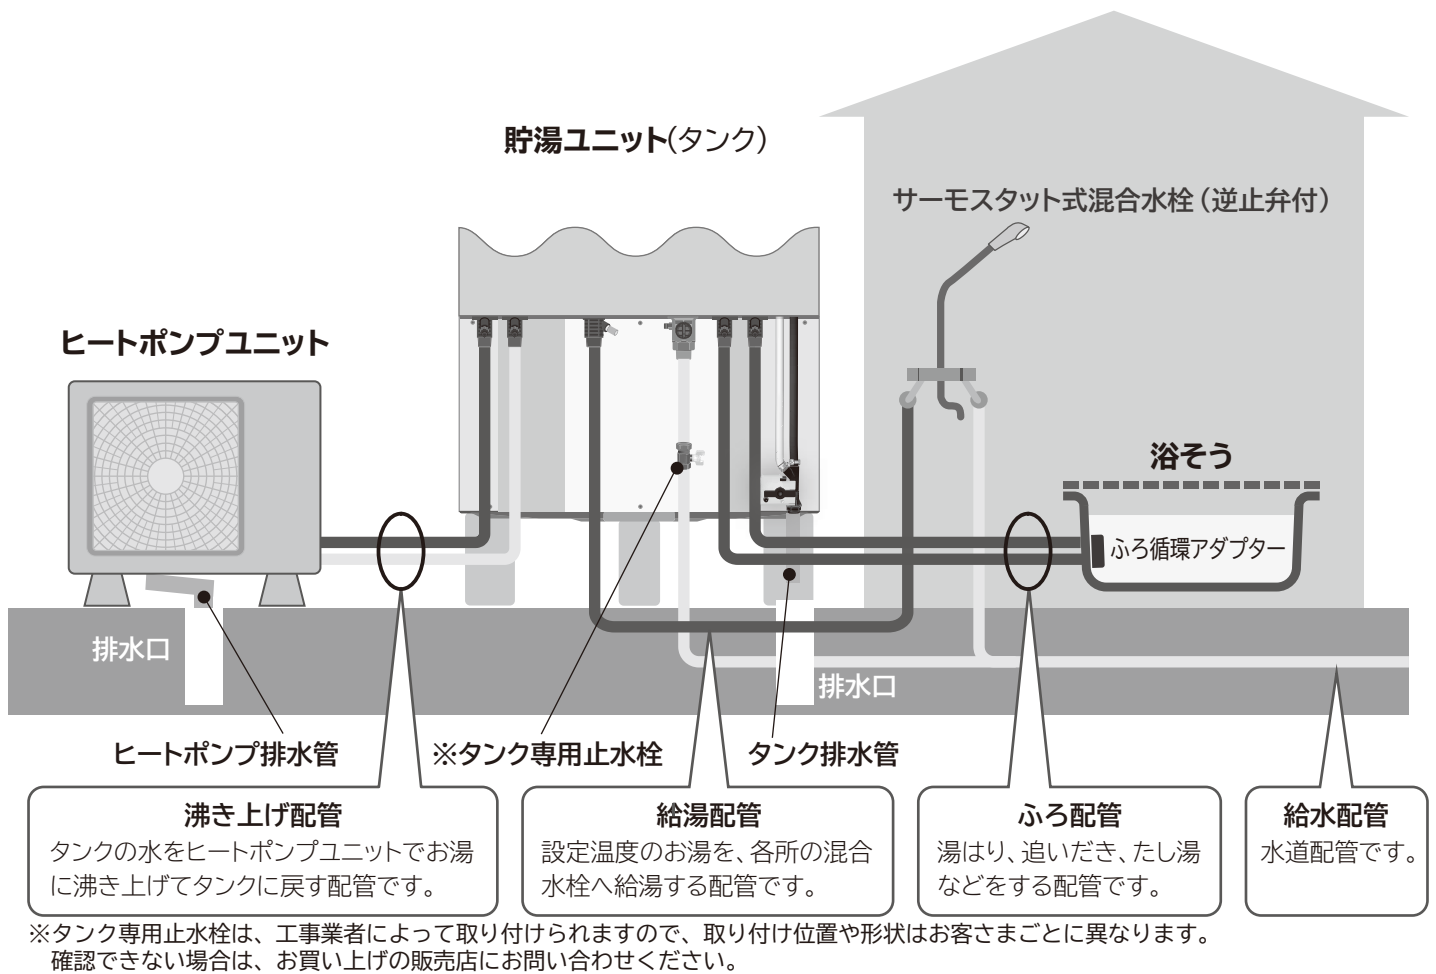 貯湯ユニット(タンク)
サーモスタット式混合水栓(逆止弁付)
ヒートポンプユニット
浴そう
ふろ循環アダプター
排水口
排水口
ヒートポンプ排水管
※タンク専用止水栓
タンク排水管
沸き上げ配管
タンクの水をヒートポンプユニットでお湯
に沸き上げてタンクに戻す配管です。
給湯配管
設定温度のお湯を、各所の混合
水栓へ給湯する配管です。
ふろ配管
湯はり、追いだき、たし湯
などをする配管です。
給水配管
水道配管です。
※タンク専用止水栓は、工事業者によって取り付けられますので、取り付け位置や形状はお客さまごとに異なります。
確認できない場合は、お買い上げの販売店にお問い合わせください。